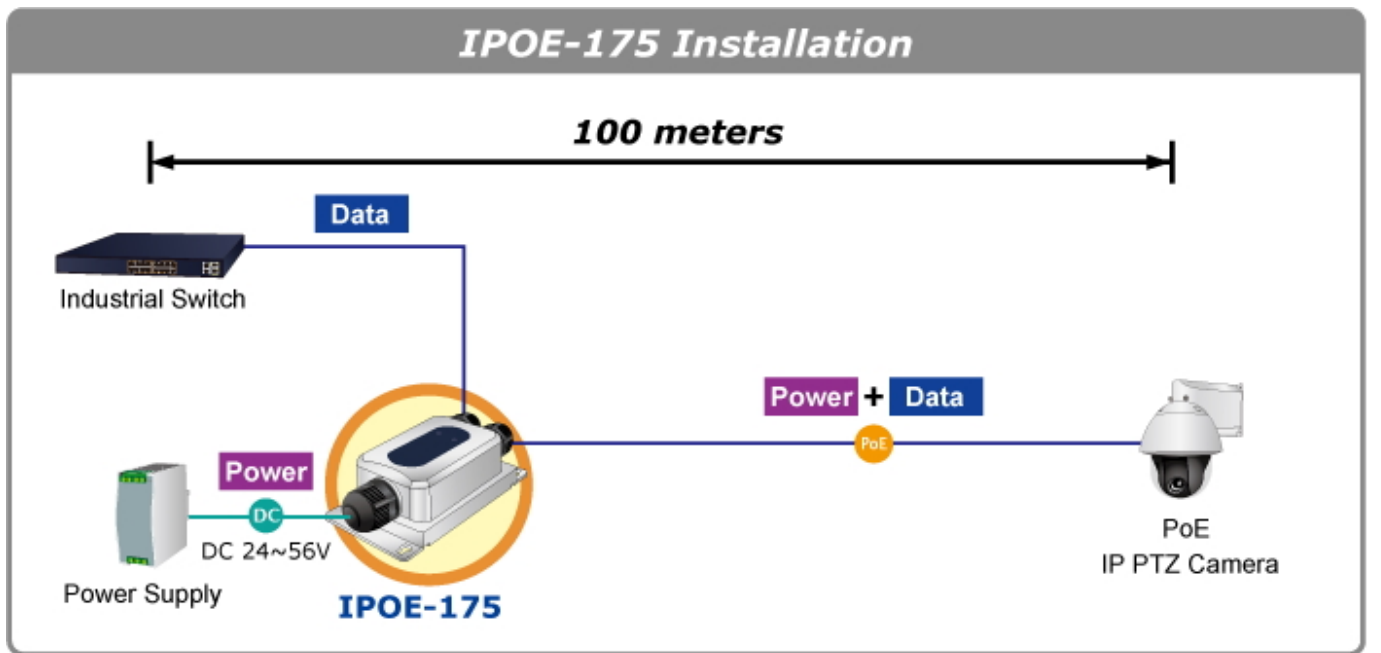 IPOE-175 Installation
100 meters
Data
Industrial Switch
Power + Data
PoE
Power
DC
DC 24~56V
Power Supply
IPOE-175
PoE
IP PTZ Camera